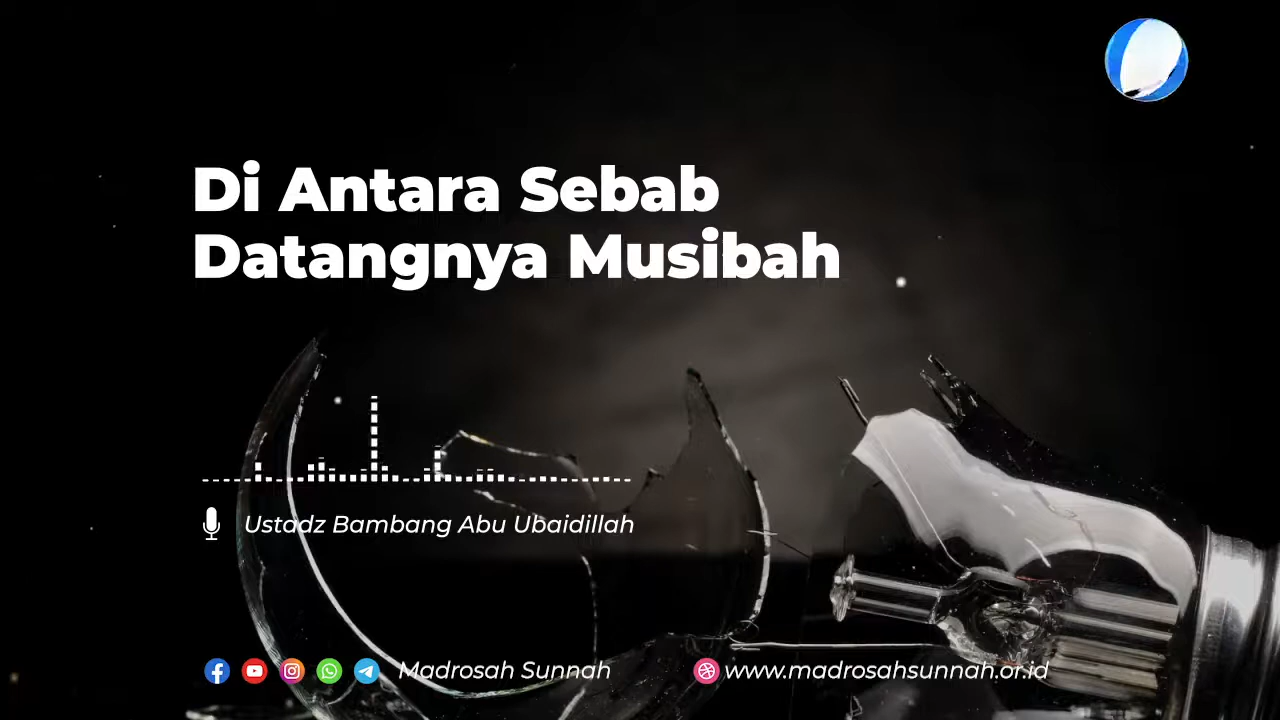 Di Antara Sebab
Datangnya Musibah
Ustadz Bambang Abu Ubaidillah
Madrosah Sunnah
www.madrosahsunnah.or.id